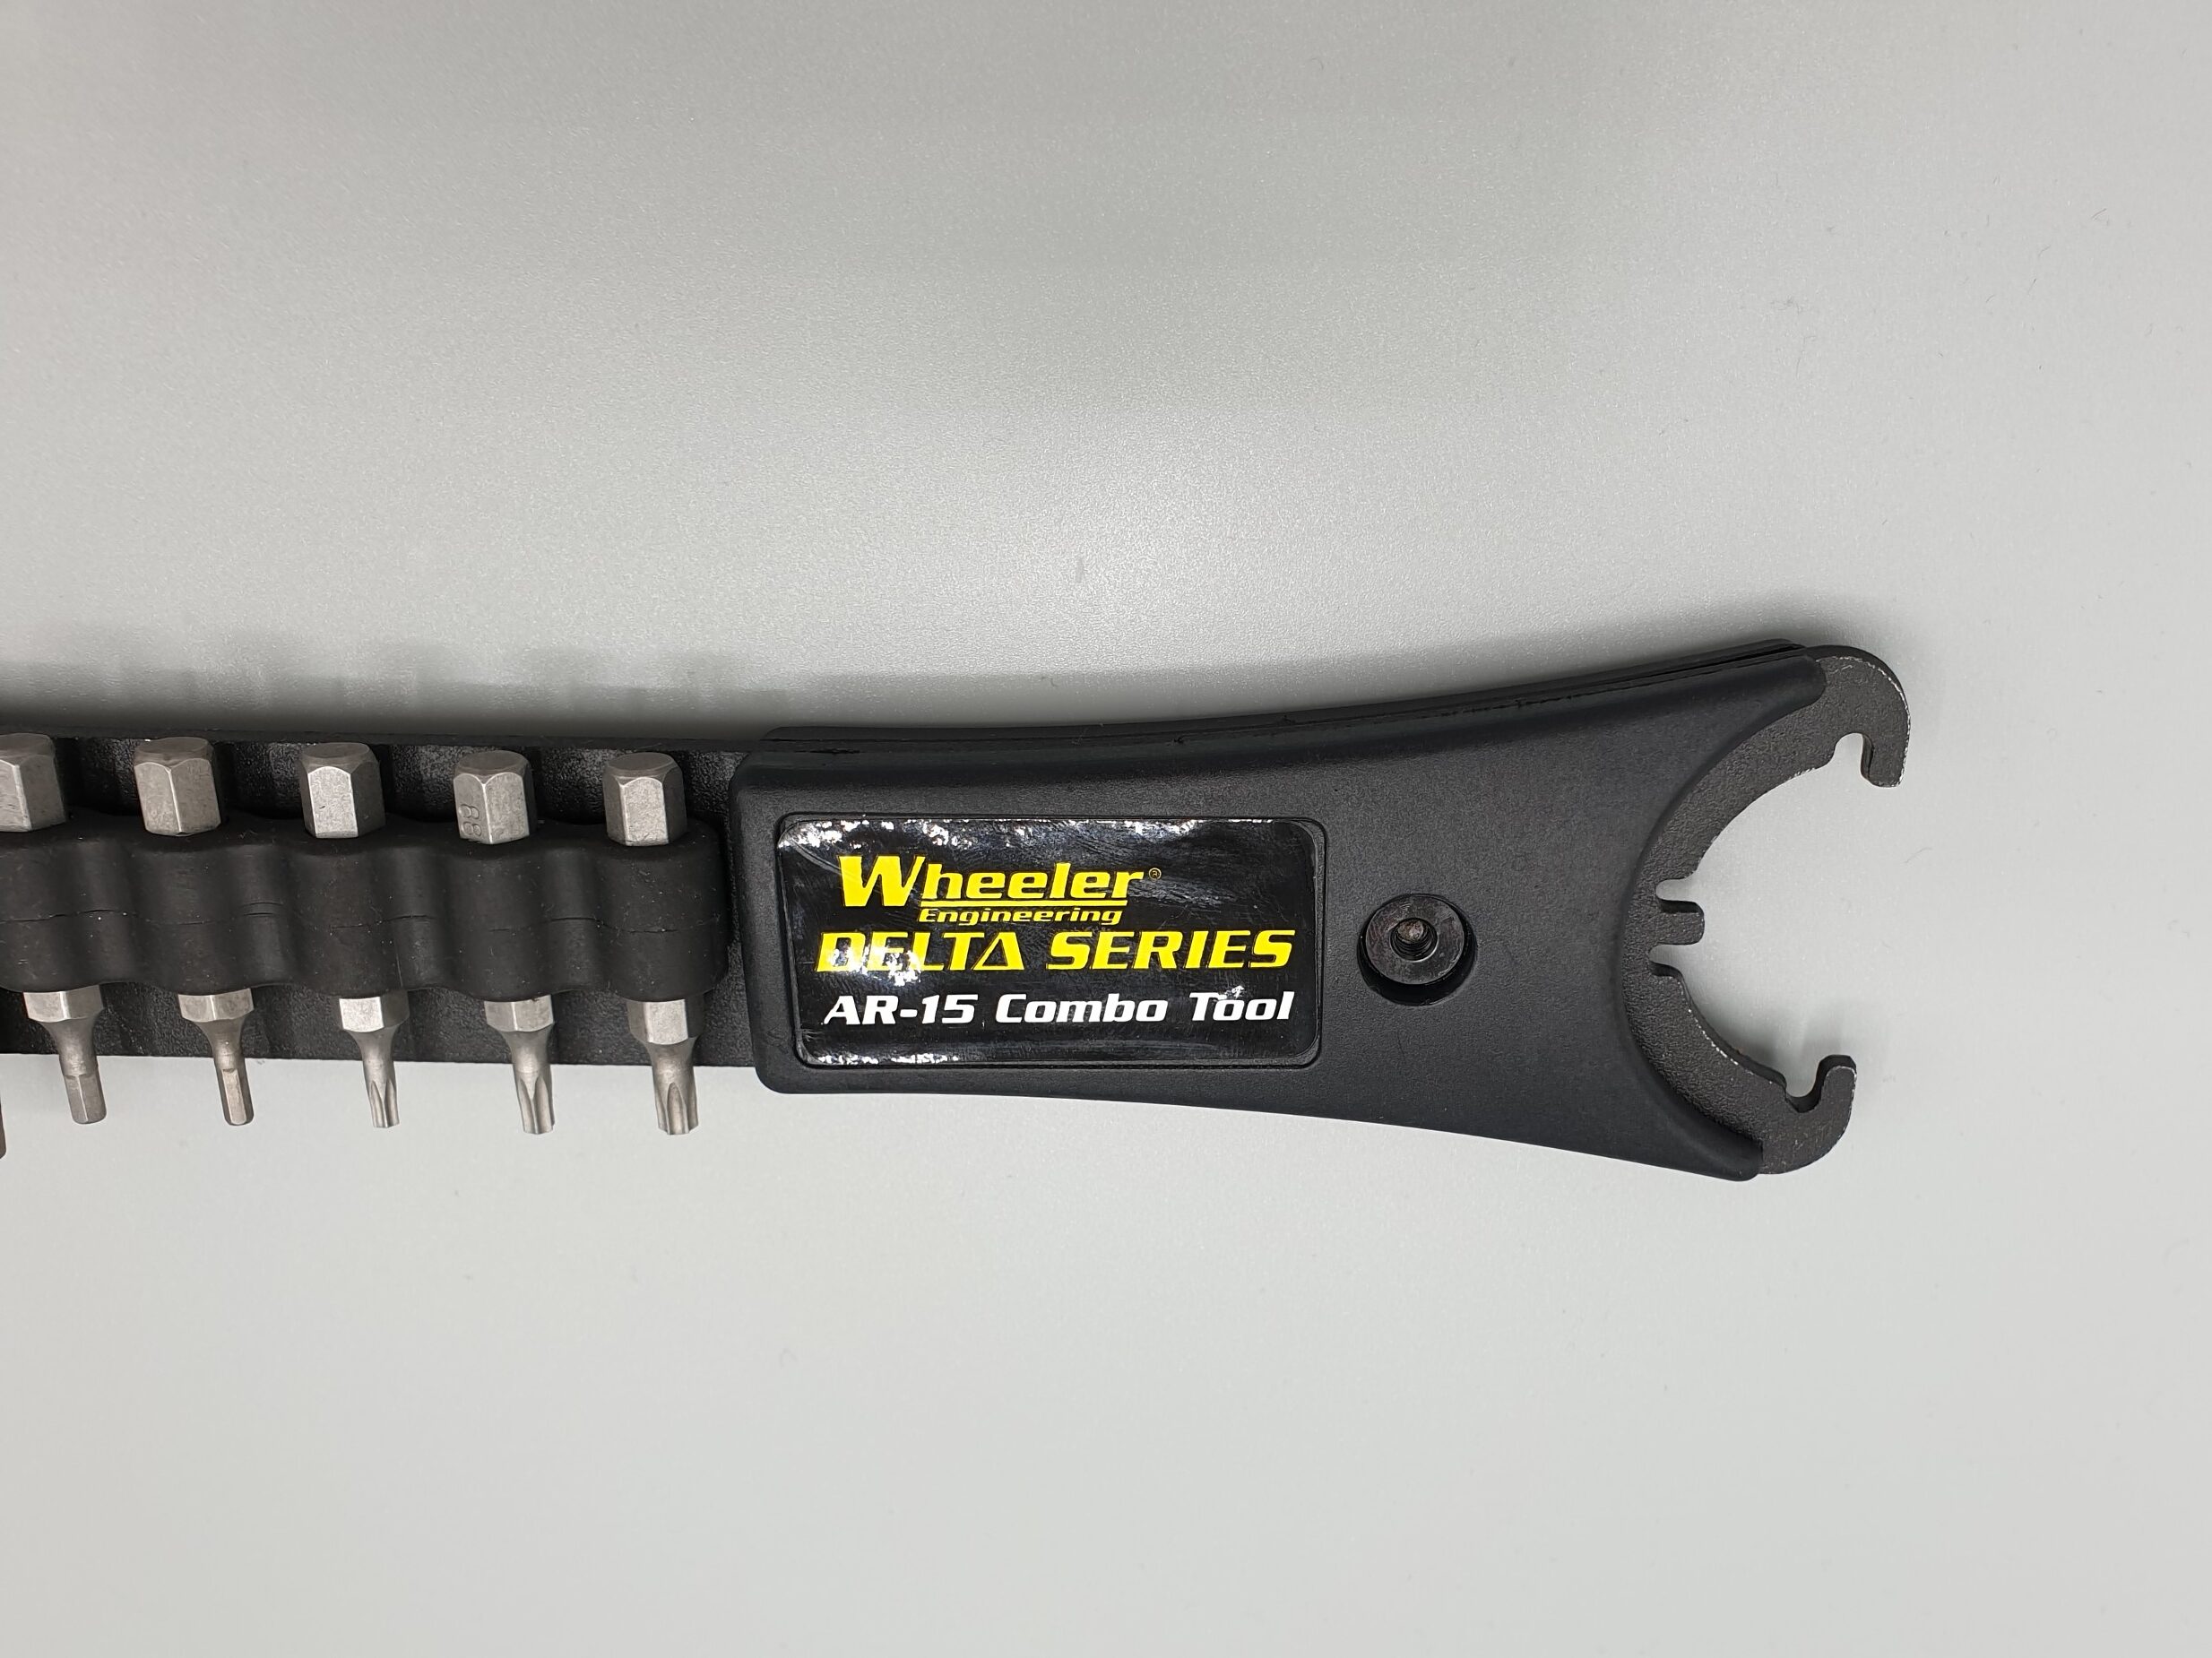 Wheeler®
Engineering
DELTA SERIES
AR-15 Combo Tool